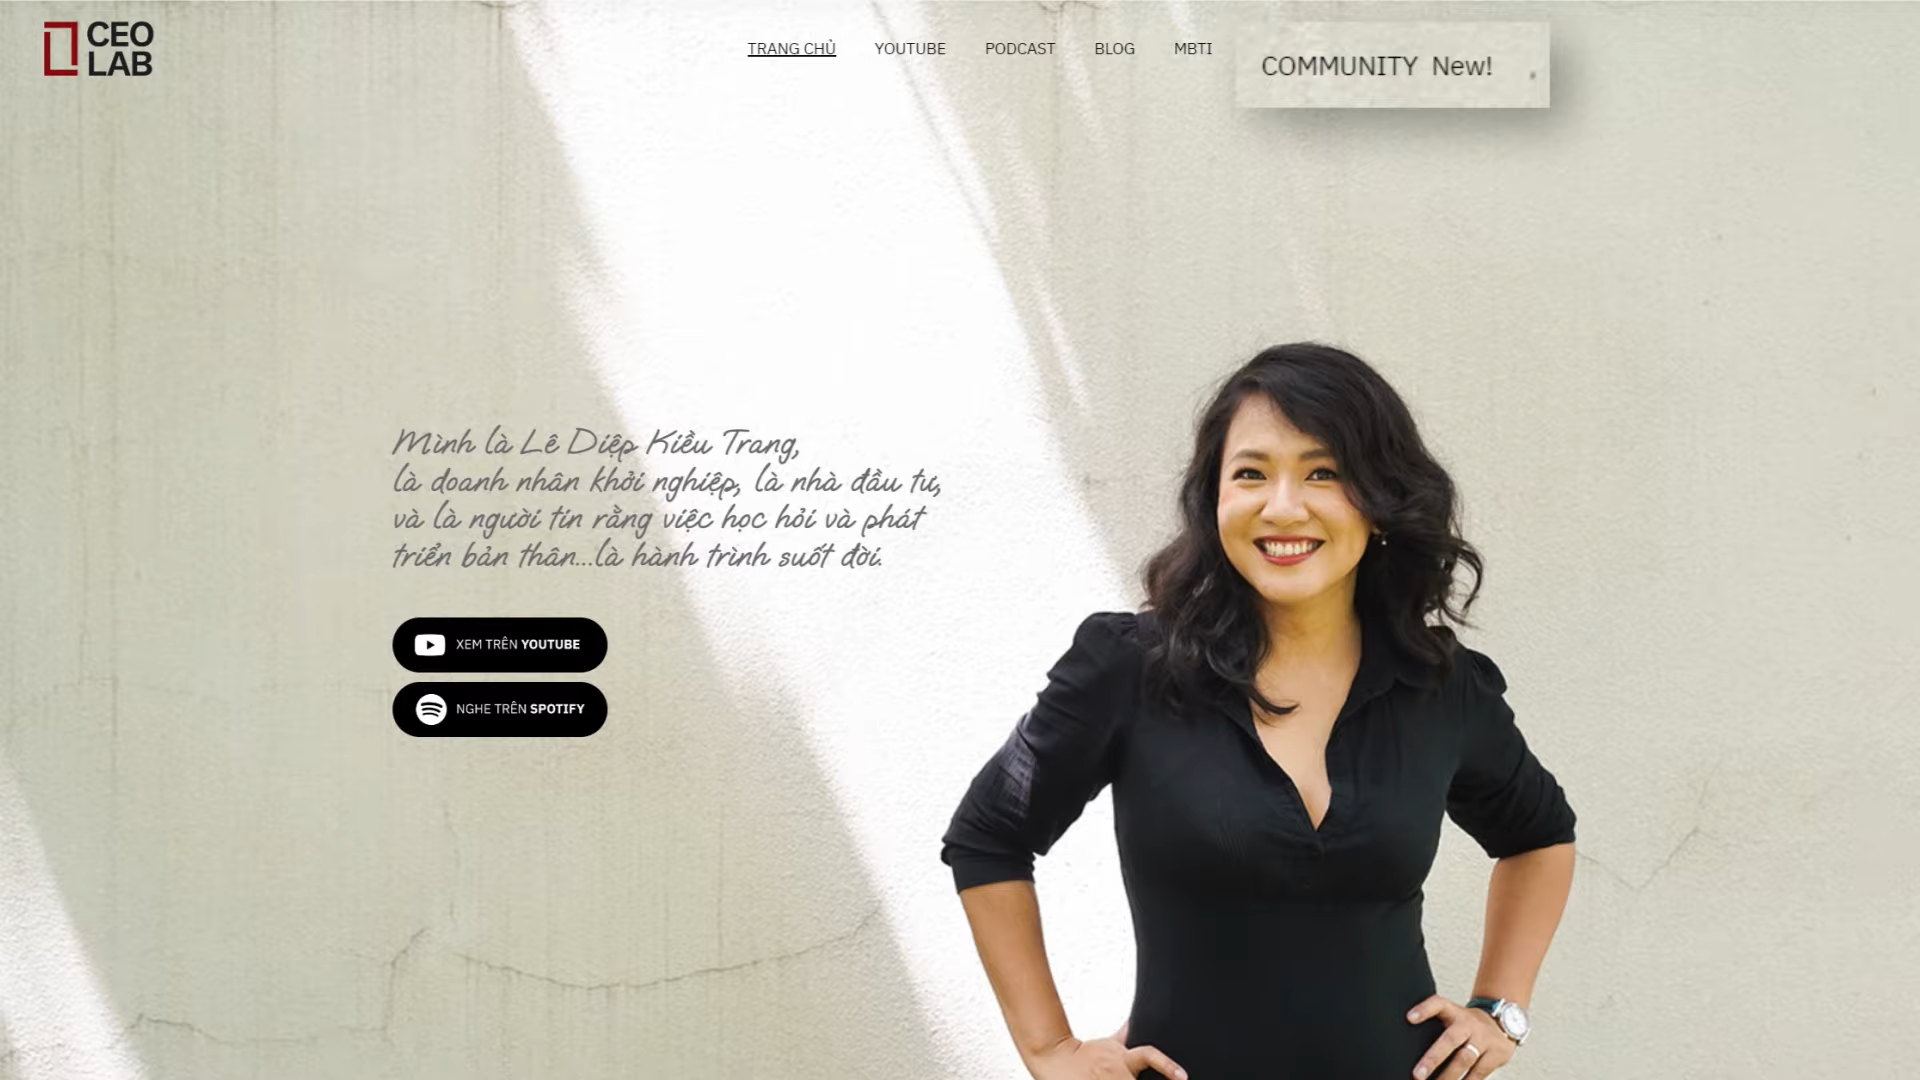 CEO
LAB
TRANG CHỦ YOUTUBE PODCAST BLOG MBTI COMMUNITY New!
Mình là Lê Diệp Kiều Trang,
là doanh nhân khởi nghiệp, là nhà đầu tư,
và là người tin rằng việc học hỏi và phát
triển bản thân...là hành trình suốt đời.
XEM TRÊN YOUTUBE
NGHE TRÊN SPOTIFY